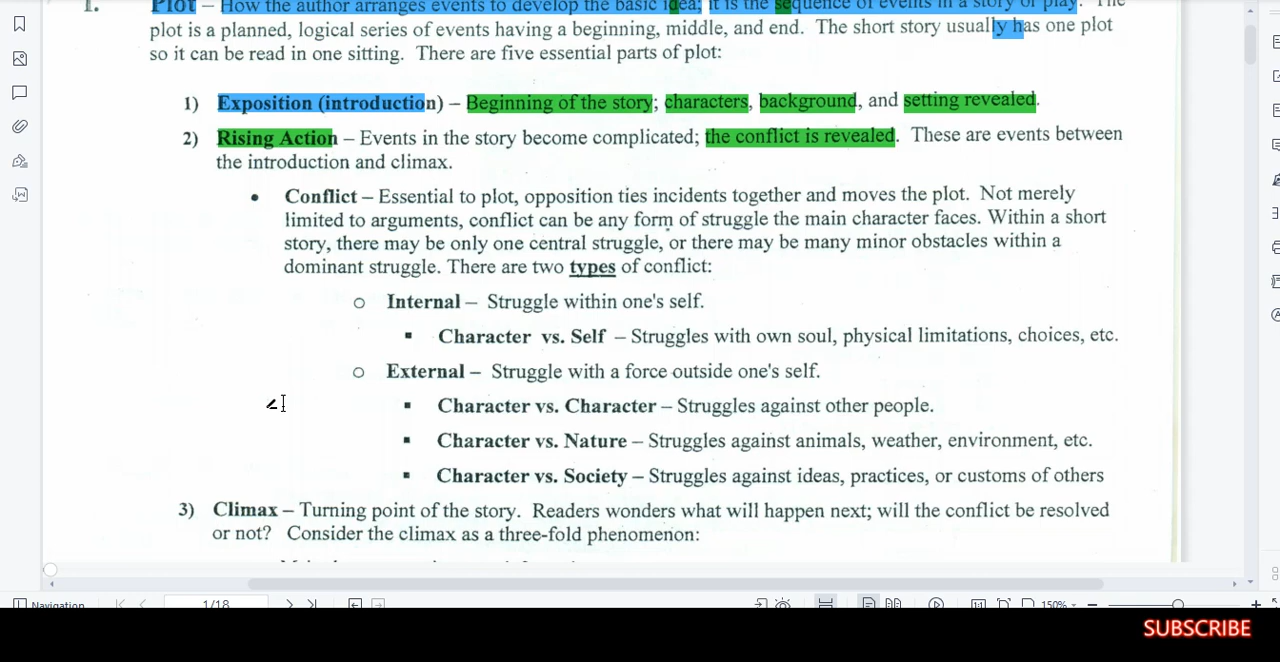 1. Plot – How the author arranges events to develop the basic idea; it is the sequence of events in a story or play. The
plot is a planned, logical series of events having a beginning, middle, and end. The short story usually has one plot
so it can be read in one sitting. There are five essential parts of plot:
1) Exposition (introduction) – Beginning of the story; characters, background, and setting revealed.
2) Rising Action – Events in the story become complicated; the conflict is revealed. These are events between
the introduction and climax.
• Conflict – Essential to plot, opposition ties incidents together and moves the plot. Not merely
limited to arguments, conflict can be any form of struggle the main character faces. Within a short
story, there may be only one central struggle, or there may be many minor obstacles within a
dominant struggle. There are two types of conflict:
o Internal – Struggle within one's self.
▪ Character vs. Self – Struggles with own soul, physical limitations, choices, etc.
o External – Struggle with a force outside one's self.
▪ Character vs. Character – Struggles against other people.
▪ Character vs. Nature – Struggles against animals, weather, environment, etc.
▪ Character vs. Society – Struggles against ideas, practices, or customs of others
3) Climax – Turning point of the story. Readers wonders what will happen next; will the conflict be resolved
or not? Consider the climax as a three-fold phenomenon:
Navigation 1/18 150%
SUBSCRIBE